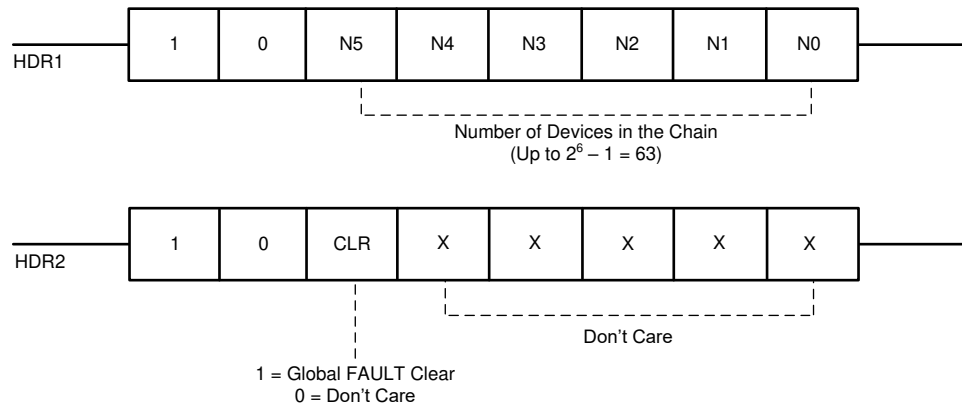 1 0 N5 N4 N3 N2 N1 N0
HDR1
Number of Devices in the Chain
(Up to 2⁶ – 1 = 63)
1 0 CLR X X X X X
HDR2
Don't Care
1 = Global FAULT Clear
0 = Don't Care